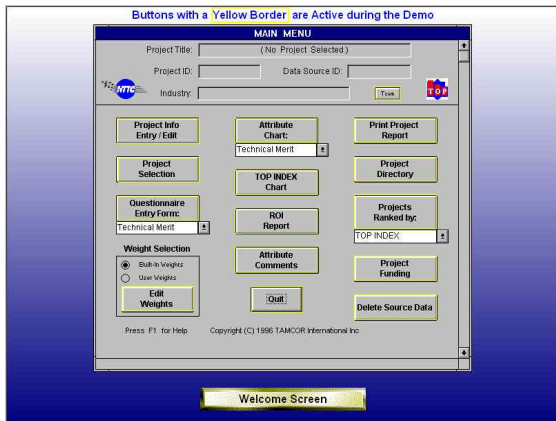 Buttons with a Yellow Border are Active during the Demo
MAIN MENU
Project Title: (No Project Selected)
Project ID: Data Source ID:
NTTC
Industry: Team
TOP
Project Info
Entry / Edit
Project
Selection
Questionnaire
Entry Form:
Technical Merit
Weight Selection
Built-In Weights
User Weights
Edit
Weights
Attribute
Chart:
Technical Merit
TOP INDEX
Chart
ROI
Report
Attribute
Comments
Quit
Print Project
Report
Project
Directory
Projects
Ranked by:
TOP INDEX
Project
Funding
Delete Source Data
Press F1 for Help Copyright (C) 1996 TAMCOR International Inc
Welcome Screen